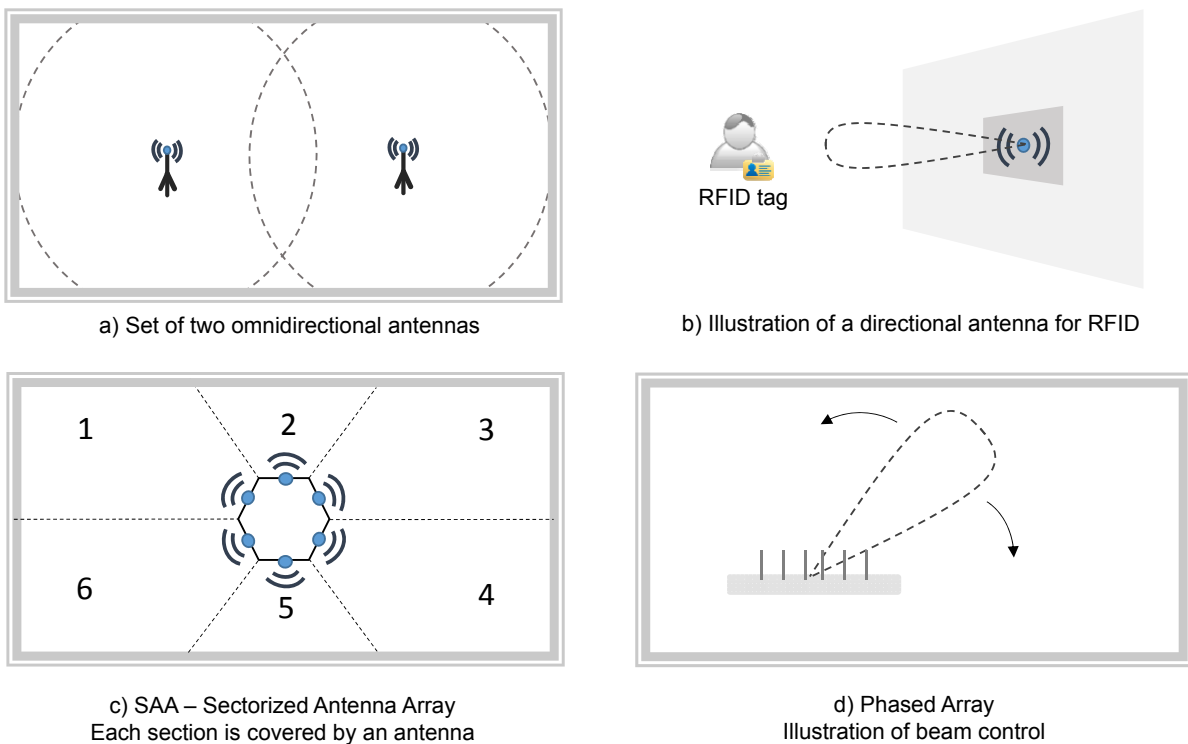 RFID tag
a) Set of two omnidirectional antennas
b) Illustration of a directional antenna for RFID
1
2
3
6
5
4
c) SAA – Sectorized Antenna Array
Each section is covered by an antenna
d) Phased Array
Illustration of beam control